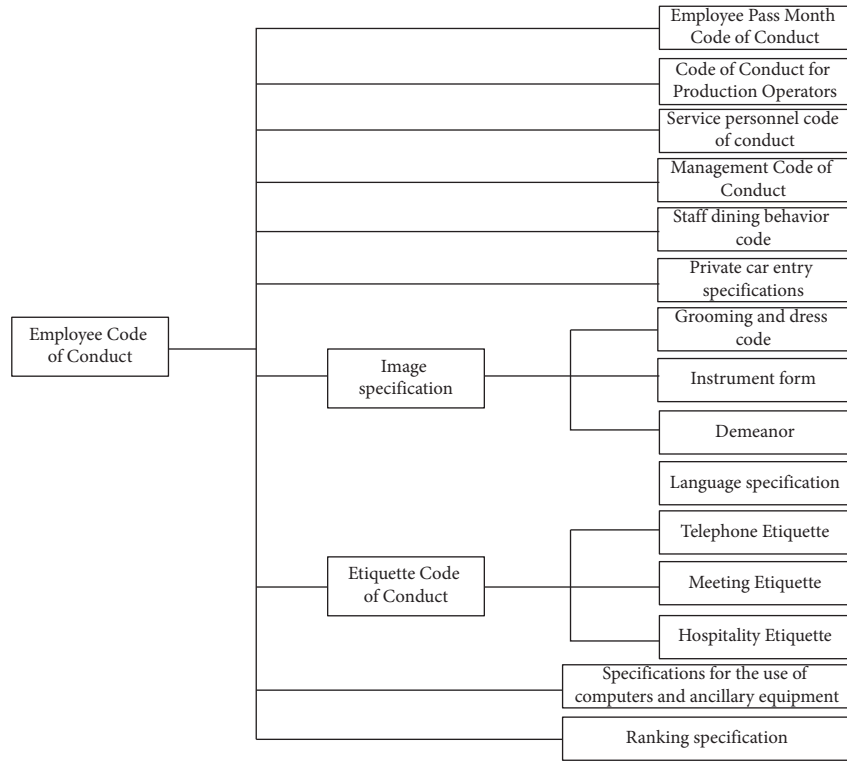 Employee Pass Month
Code of Conduct
Code of Conduct for
Production Operators
Service personnel code
of conduct
Management Code of
Conduct
Staff dining behavior
code
Private car entry
specifications
Employee Code
of Conduct
Image
specification
Grooming and dress
code
Instrument form
Demeanor
Language specification
Etiquette Code
of Conduct
Telephone Etiquette
Meeting Etiquette
Hospitality Etiquette
Specifications for the use of
computers and ancillary equipment
Ranking specification